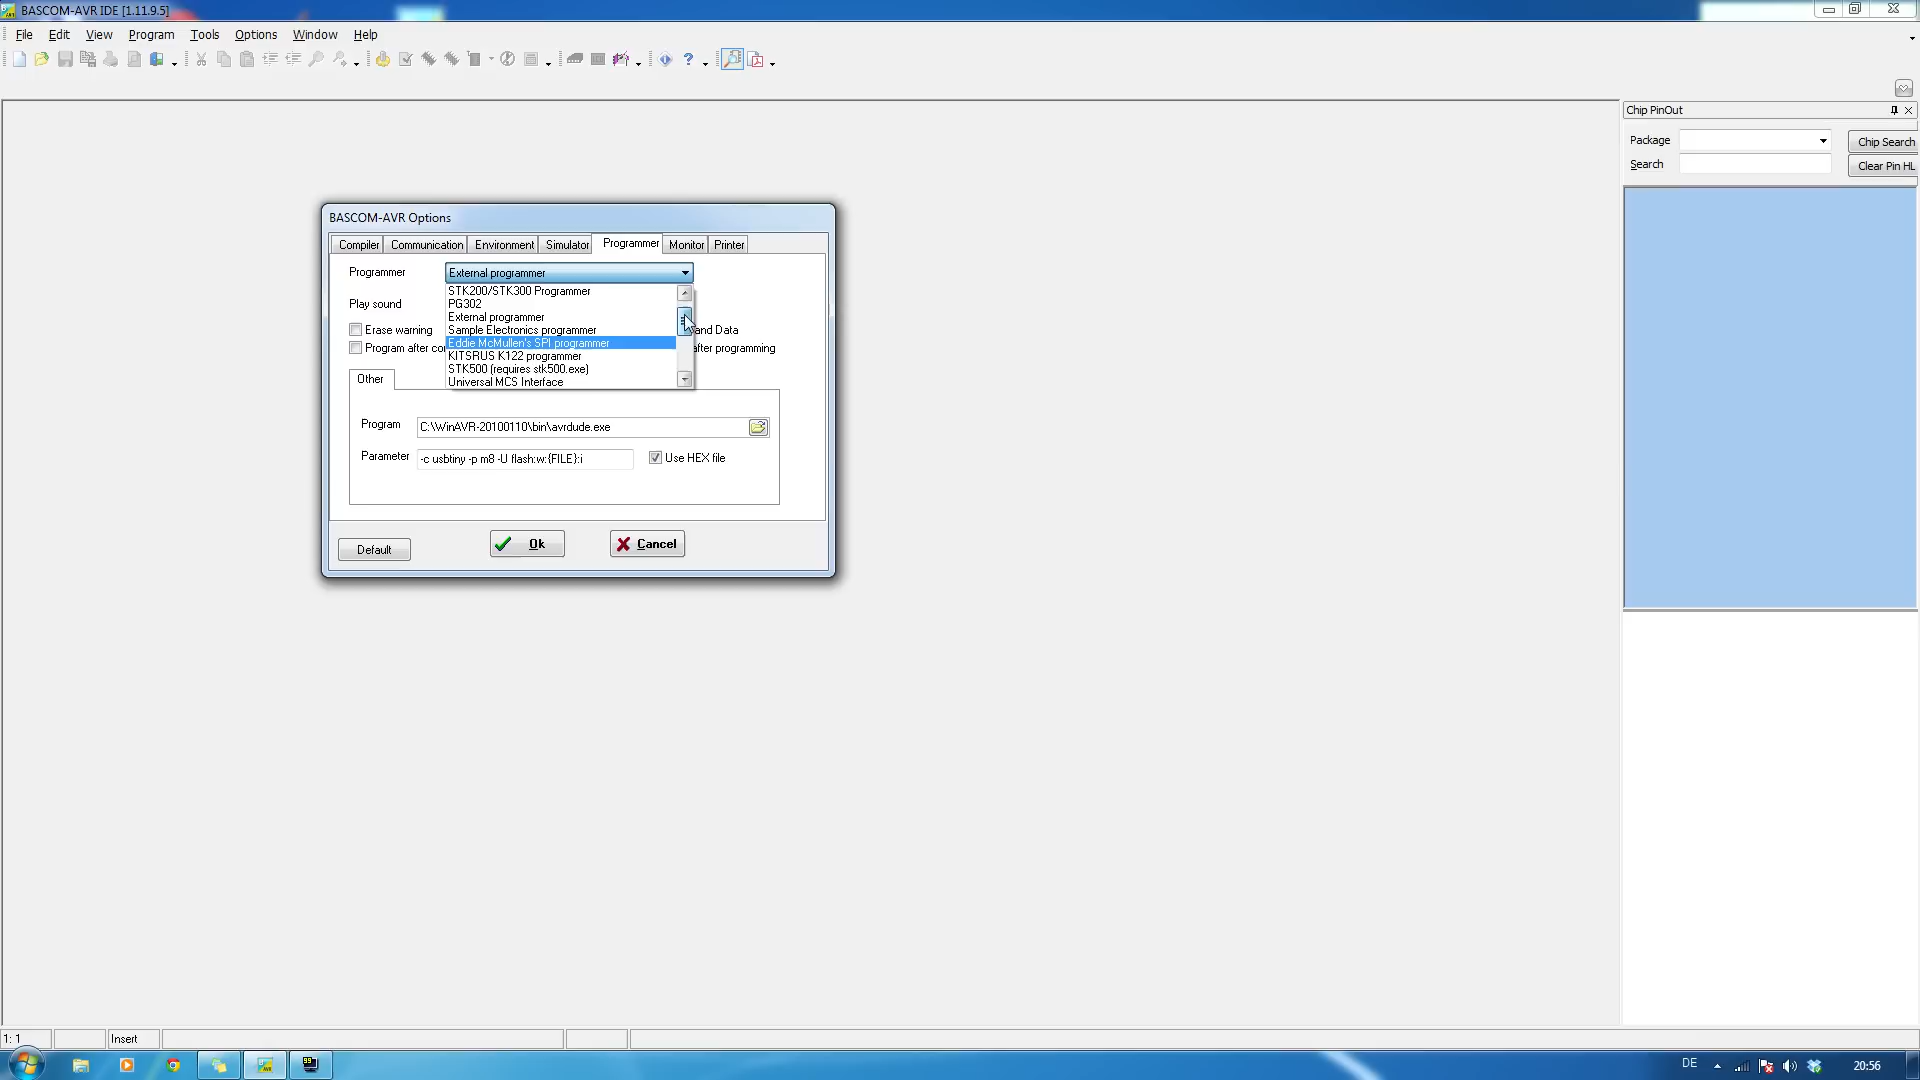 BASCOM-AVR IDE [1.11.9.5]
File Edit View Program Tools Options Window Help
Chip PinOut
Package
Chip Search
Search
Clear Pin HL
BASCOM-AVR Options
Compiler Communication Environment Simulator Programmer Monitor Printer
Programmer External programmer
STK200/STK300 Programmer
Play sound PG302
External programmer
Erase warning Sample Electronics programmer and Data
Eddie McMullen's SPI programmer
Program after co after programming
KITSRUS K122 programmer
STK500 (requires stk500.exe)
Other Universal MCS Interface
Program C:\WinAVR-20100110\bin\avrdude.exe
Parameter -c usbtiny -p m8 -U flash:w:{FILE}:i Use HEX file
Default Ok Cancel
1: 1 Insert
DE 20:56